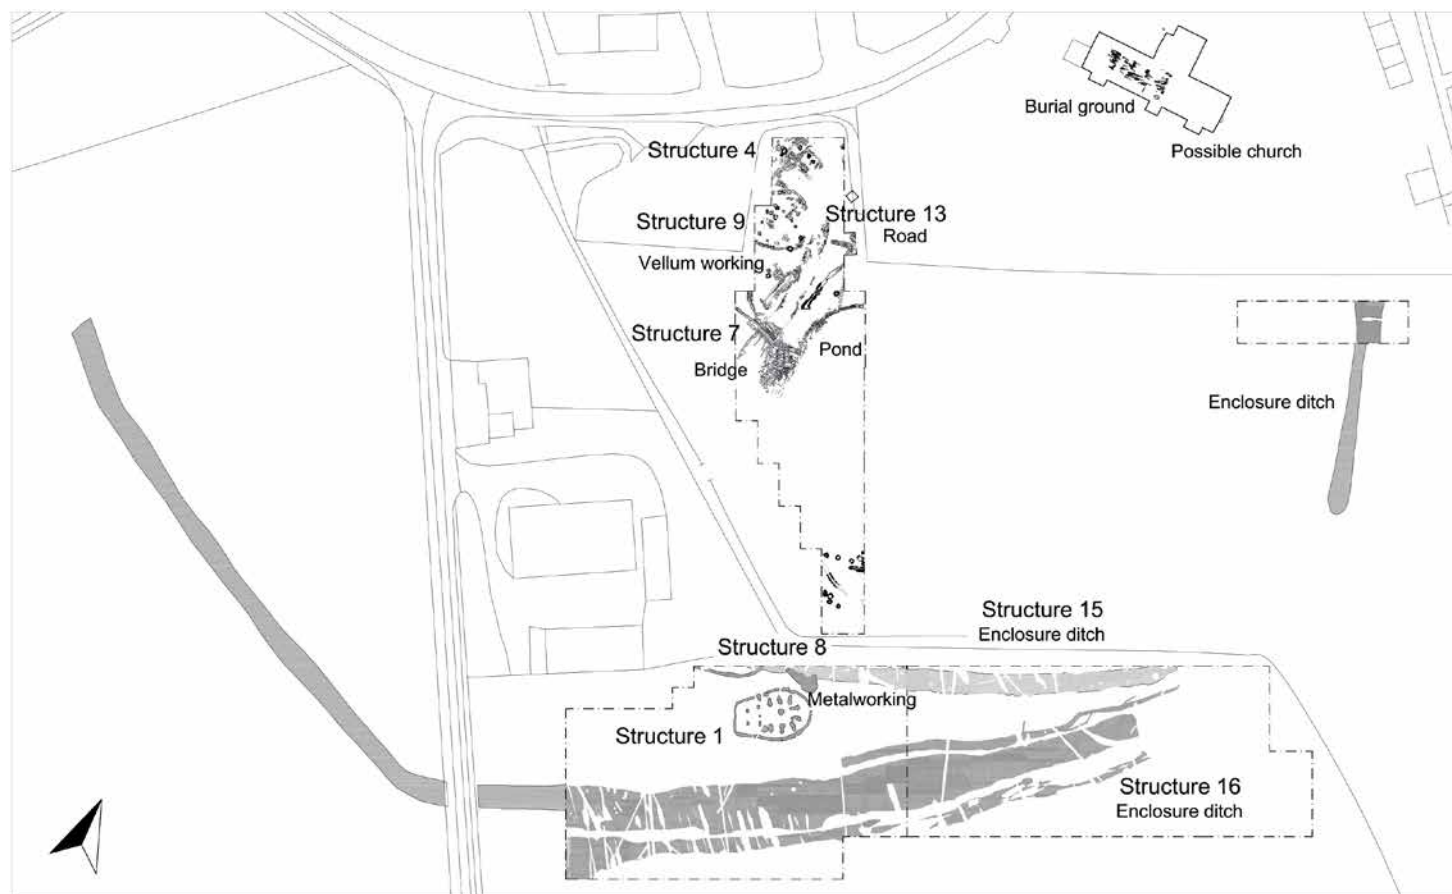 Burial ground
Possible church
Structure 4
Structure 9
Structure 13
Road
Vellum working
Structure 7
Bridge
Pond
Enclosure ditch
Structure 15
Enclosure ditch
Structure 8
Metalworking
Structure 1
Structure 16
Enclosure ditch